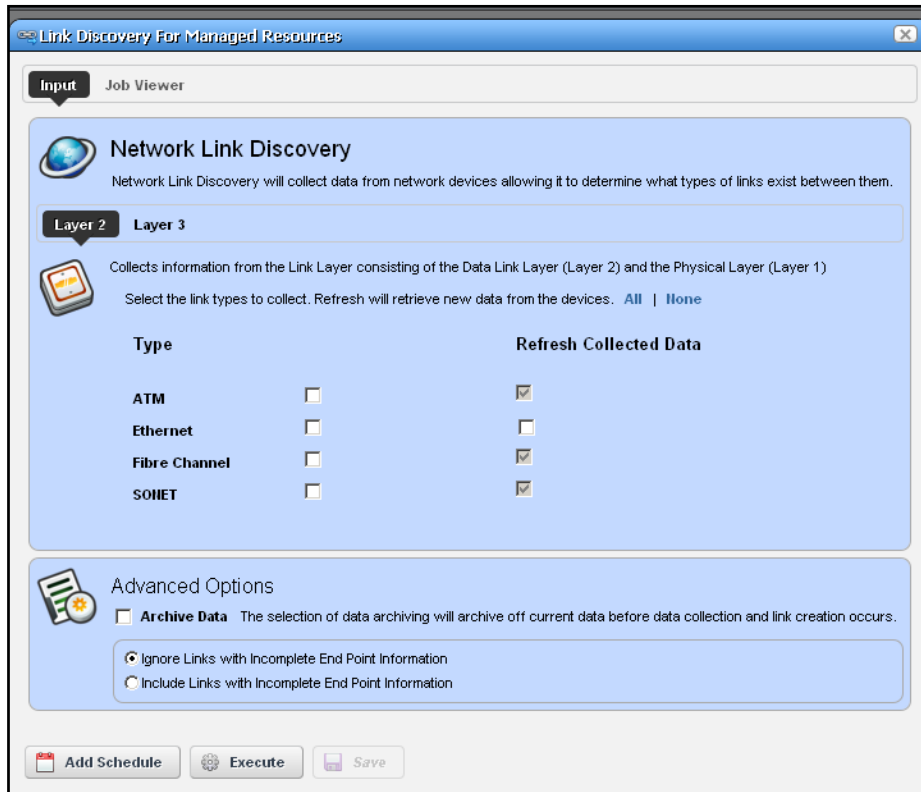 Link Discovery For Managed Resources
Input Job Viewer
Network Link Discovery
Network Link Discovery will collect data from network devices allowing it to determine what types of links exist between them.
Layer 2 Layer 3
Collects information from the Link Layer consisting of the Data Link Layer (Layer 2) and the Physical Layer (Layer 1)
Select the link types to collect. Refresh will retrieve new data from the devices. All | None
Type Refresh Collected Data
ATM
Ethernet
Fibre Channel
SONET
Advanced Options
Archive Data The selection of data archiving will archive off current data before data collection and link creation occurs.
Ignore Links with Incomplete End Point Information
Include Links with Incomplete End Point Information
Add Schedule Execute Save